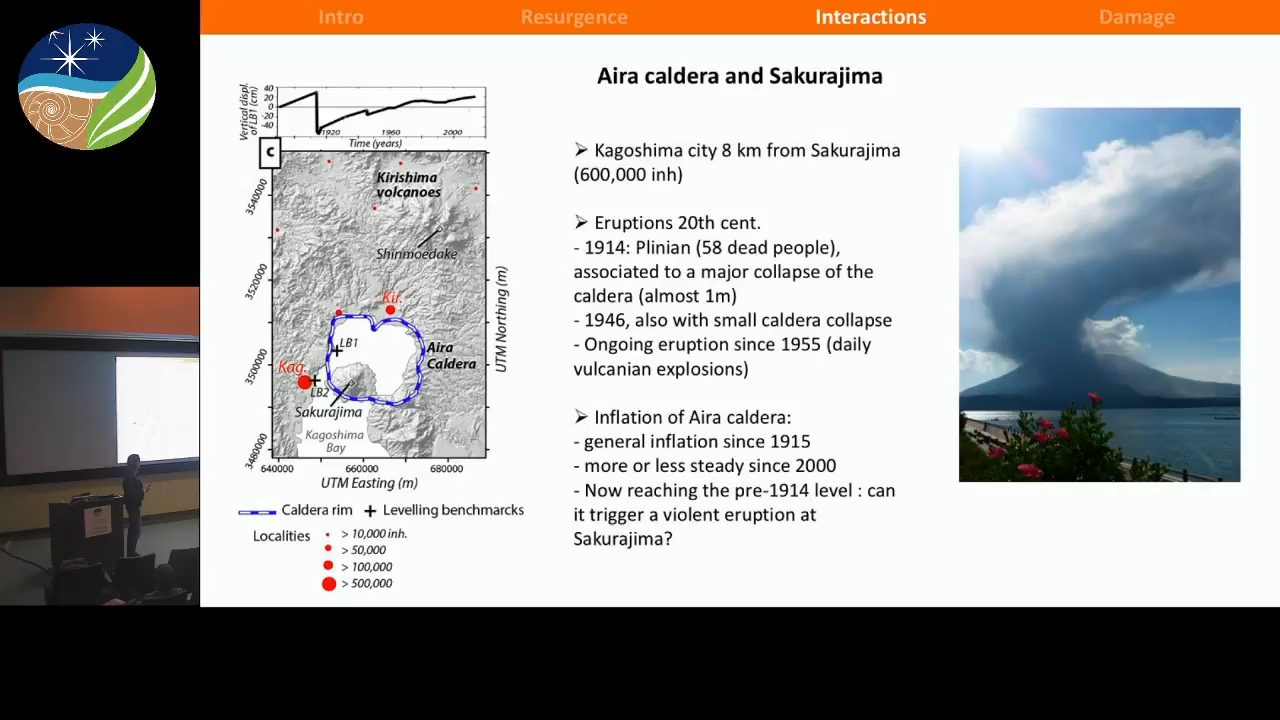 Intro
Resurgence
Interactions
Damage
Aira caldera and Sakurajima
Vertical displ.
of LB1 (cm)
40
20
0
-20
-40
1920
1960
2000
Time (years)
c
Kirishima
volcanoes
Shinmoedake
Kir.
LB1
Aira
Caldera
Kag.
LB2
Sakurajima
Kagoshima
Bay
3540000
3520000
3500000
3480000
640000
660000
680000
UTM Easting (m)
UTM Northing (m)
Caldera rim
Levelling benchmarcks
Localities
> 10,000 inh.
> 50,000
> 100,000
> 500,000
➢ Kagoshima city 8 km from Sakurajima
(600,000 inh)
➢ Eruptions 20th cent.
- 1914: Plinian (58 dead people),
associated to a major collapse of the
caldera (almost 1m)
- 1946, also with small caldera collapse
- Ongoing eruption since 1955 (daily
vulcanian explosions)
➢ Inflation of Aira caldera:
- general inflation since 1915
- more or less steady since 2000
- Now reaching the pre-1914 level : can
it trigger a violent eruption at
Sakurajima?